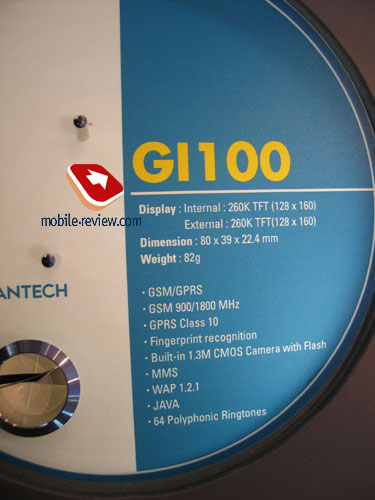 GI100
mobile-review.com
Display : Internal : 260K TFT (128 x 160)
External : 260K TFT(128 x 160)
Dimension : 80 x 39 x 22.4 mm
Weight : 82g
ANTECH
· GSM/GPRS
· GSM 900/1800 MHz
· GPRS Class 10
· Fingerprint recognition
· Built-in 1.3M CMOS Camera with Flash
· MMS
· WAP 1.2.1
· JAVA
· 64 Polyphonic Ringtones